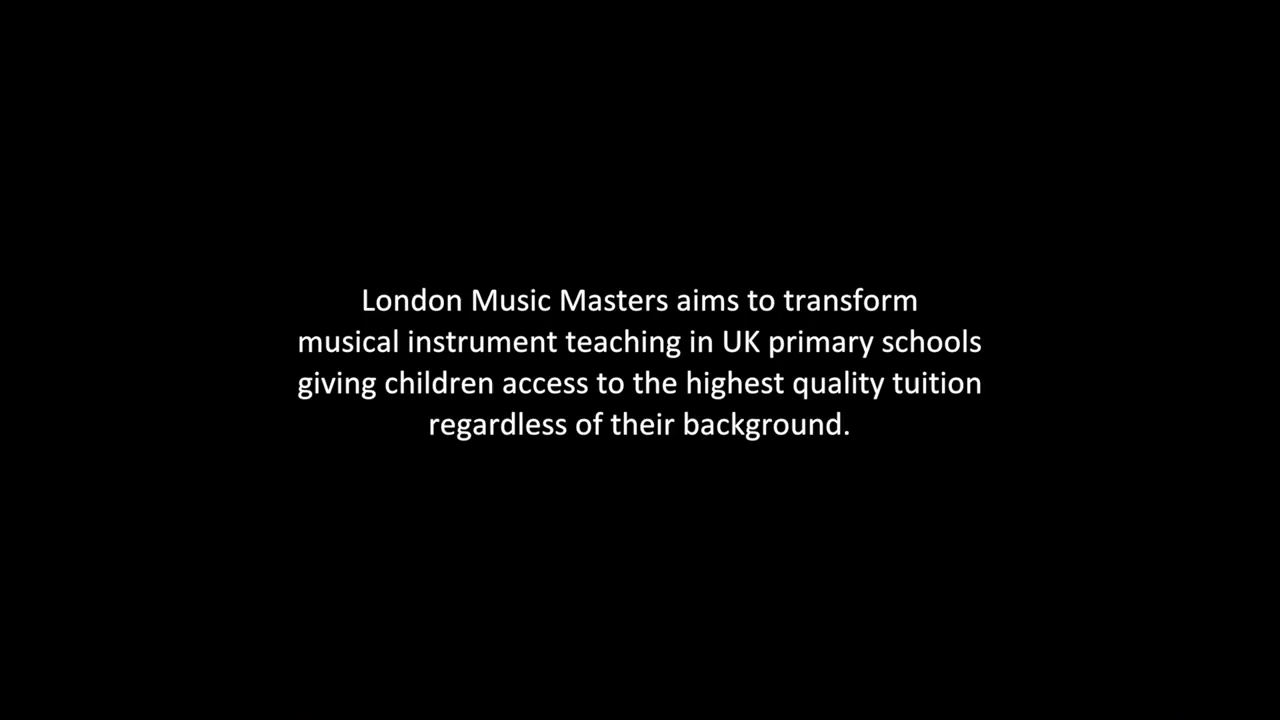 London Music Masters aims to transform
musical instrument teaching in UK primary schools
giving children access to the highest quality tuition
regardless of their background.